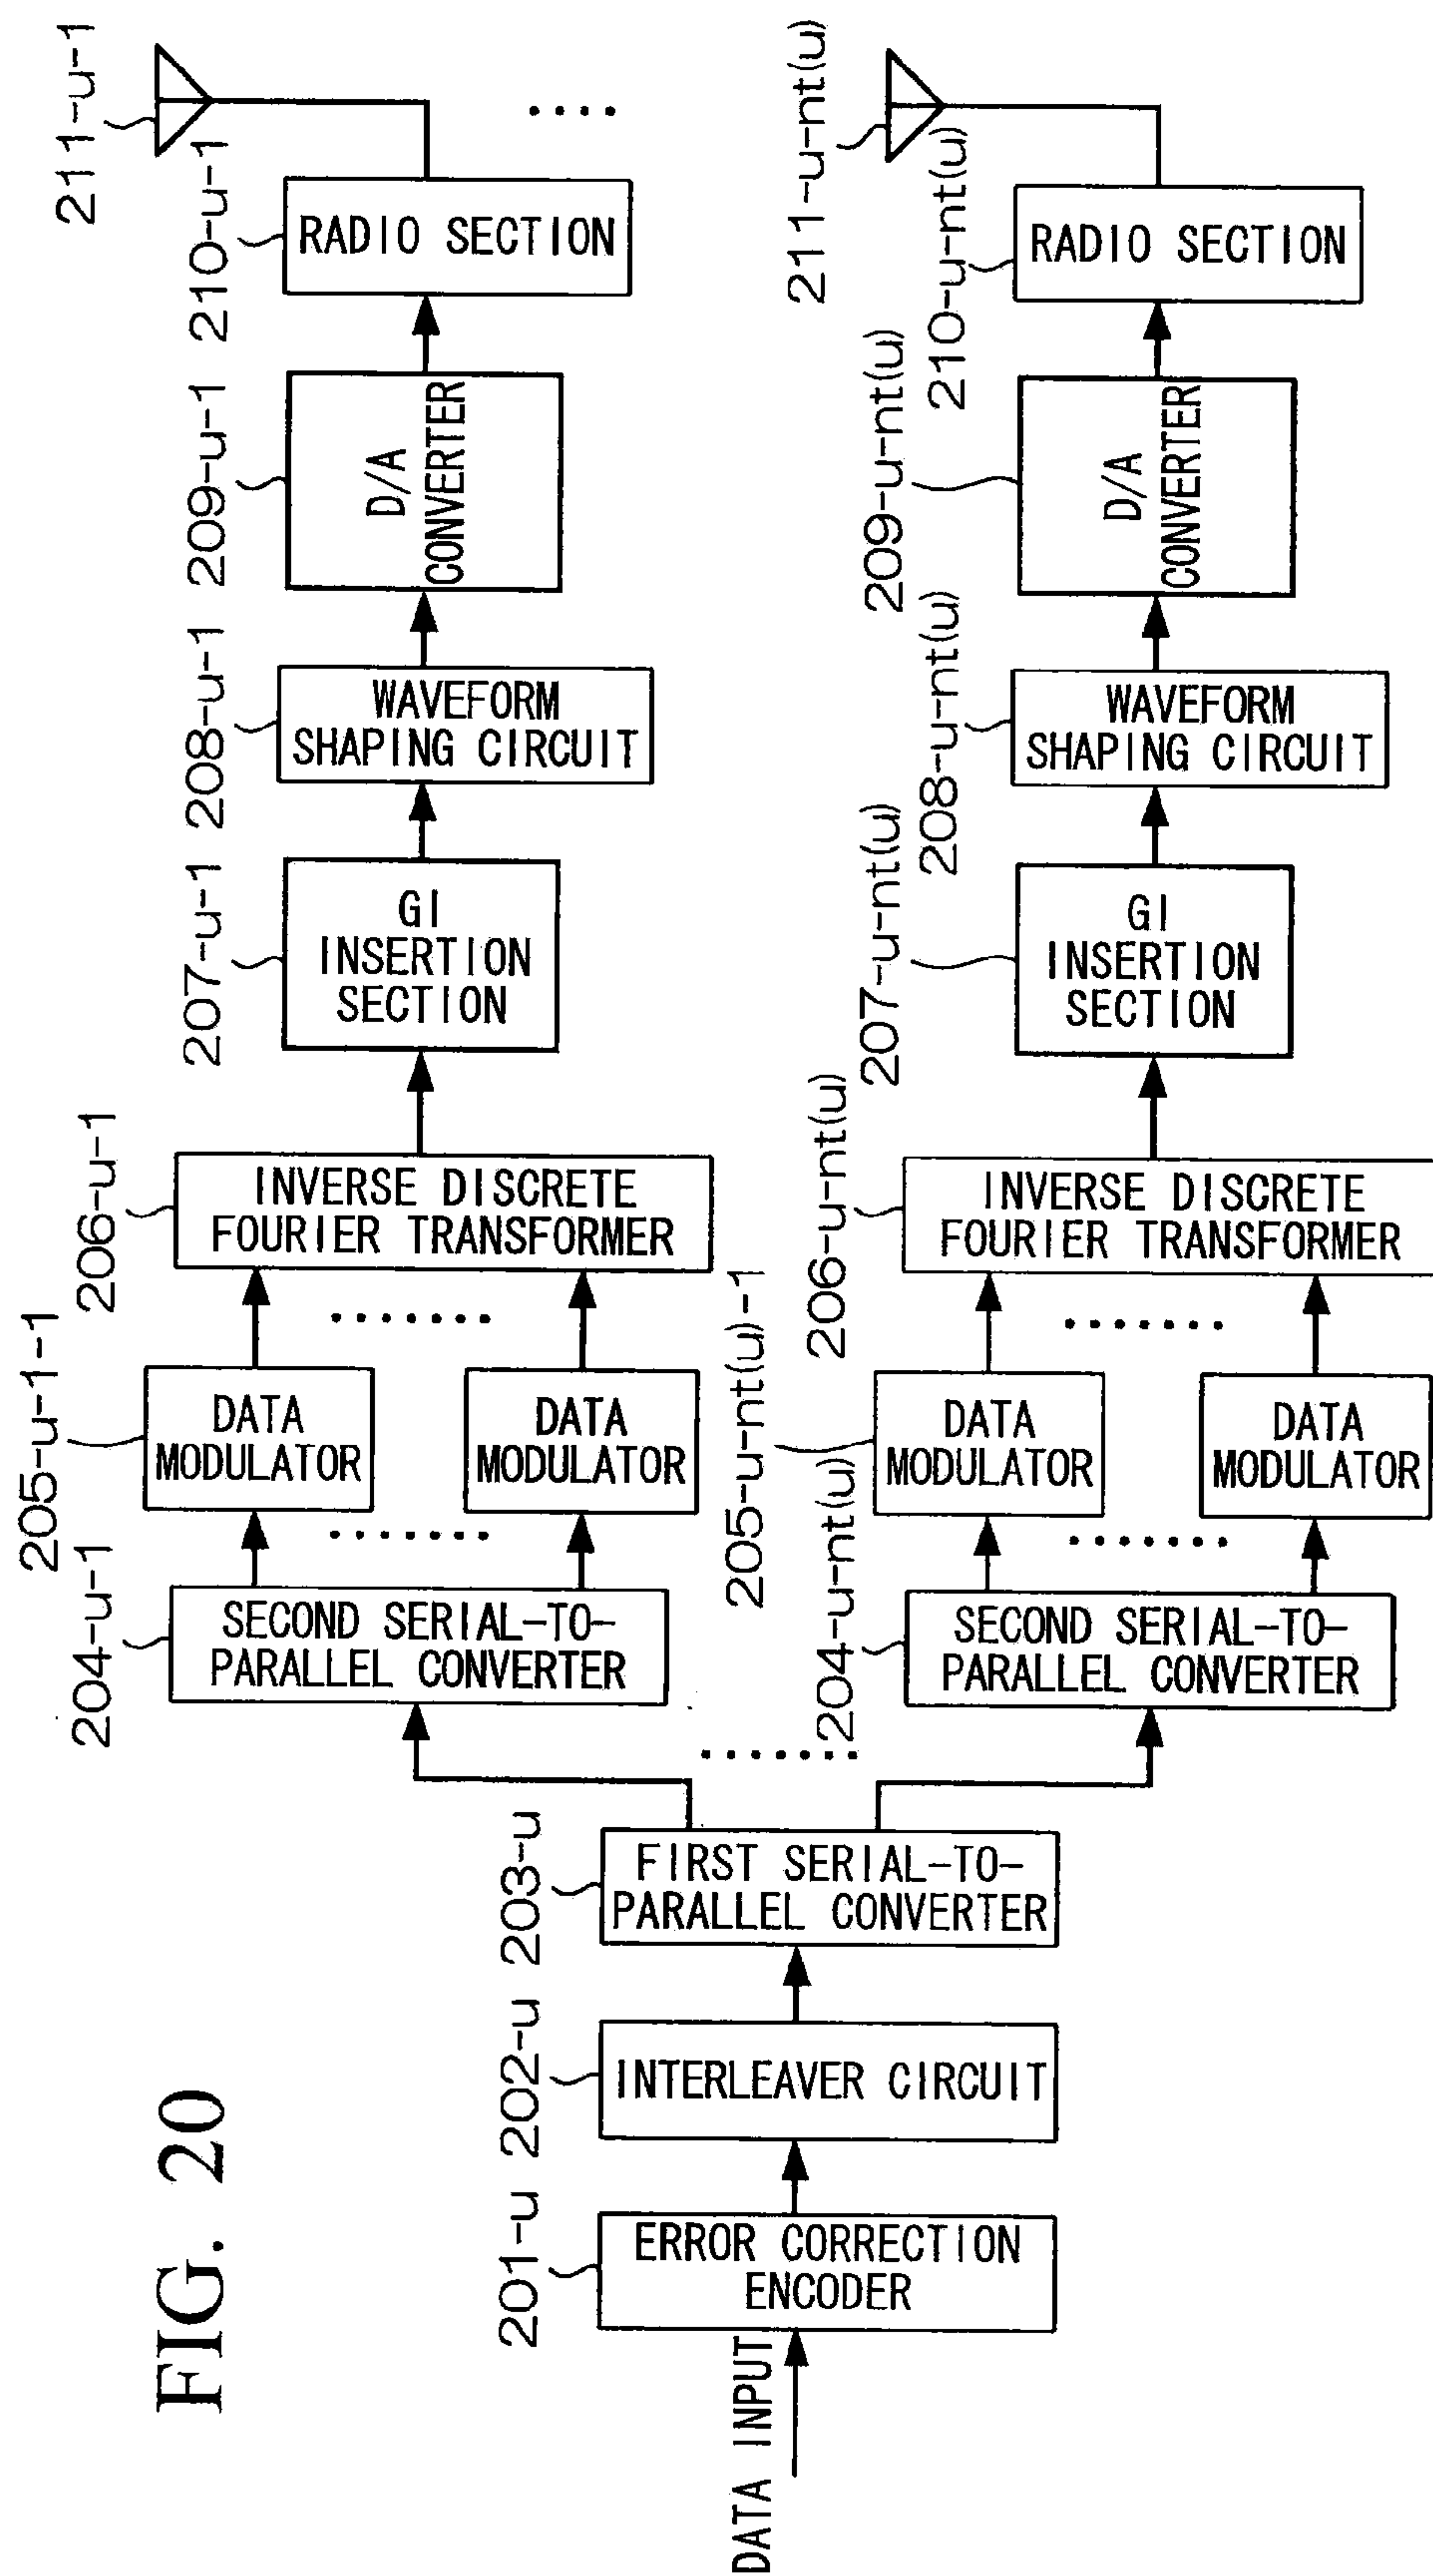 FIG. 20
DATA INPUT
201-u
ERROR CORRECTION
ENCODER
202-u
INTERLEAVER CIRCUIT
203-u
FIRST SERIAL-TO-
PARALLEL CONVERTER
204-u-1
SECOND SERIAL-TO-
PARALLEL CONVERTER
205-u-1-1
DATA
MODULATOR
DATA
MODULATOR
206-u-1
INVERSE DISCRETE
FOURIER TRANSFORMER
207-u-1
GI
INSERTION
SECTION
208-u-1
WAVEFORM
SHAPING CIRCUIT
209-u-1
D/A
CONVERTER
210-u-1
RADIO SECTION
211-u-1
204-u-nt(u)
SECOND SERIAL-TO-
PARALLEL CONVERTER
205-u-nt(u)-1
DATA
MODULATOR
DATA
MODULATOR
206-u-nt(u)
INVERSE DISCRETE
FOURIER TRANSFORMER
207-u-nt(u)
GI
INSERTION
SECTION
208-u-nt(u)
WAVEFORM
SHAPING CIRCUIT
209-u-nt(u)
D/A
CONVERTER
210-u-nt(u)
RADIO SECTION
211-u-nt(u)